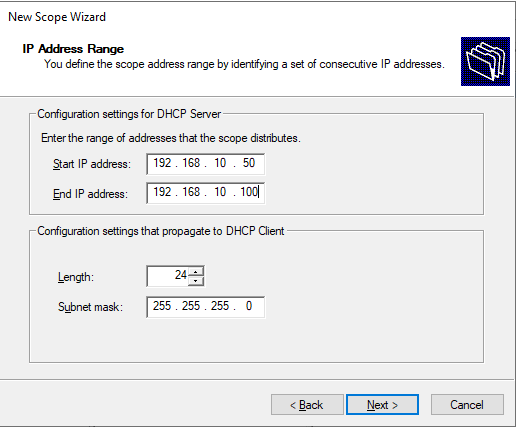 New Scope Wizard
IP Address Range
You define the scope address range by identifying a set of consecutive IP addresses.
Configuration settings for DHCP Server
Enter the range of addresses that the scope distributes.
Start IP address: 192 . 168 . 10 . 50
End IP address: 192 . 168 . 10 . 100
Configuration settings that propagate to DHCP Client
Length: 24
Subnet mask: 255 . 255 . 255 . 0
< Back Next > Cancel